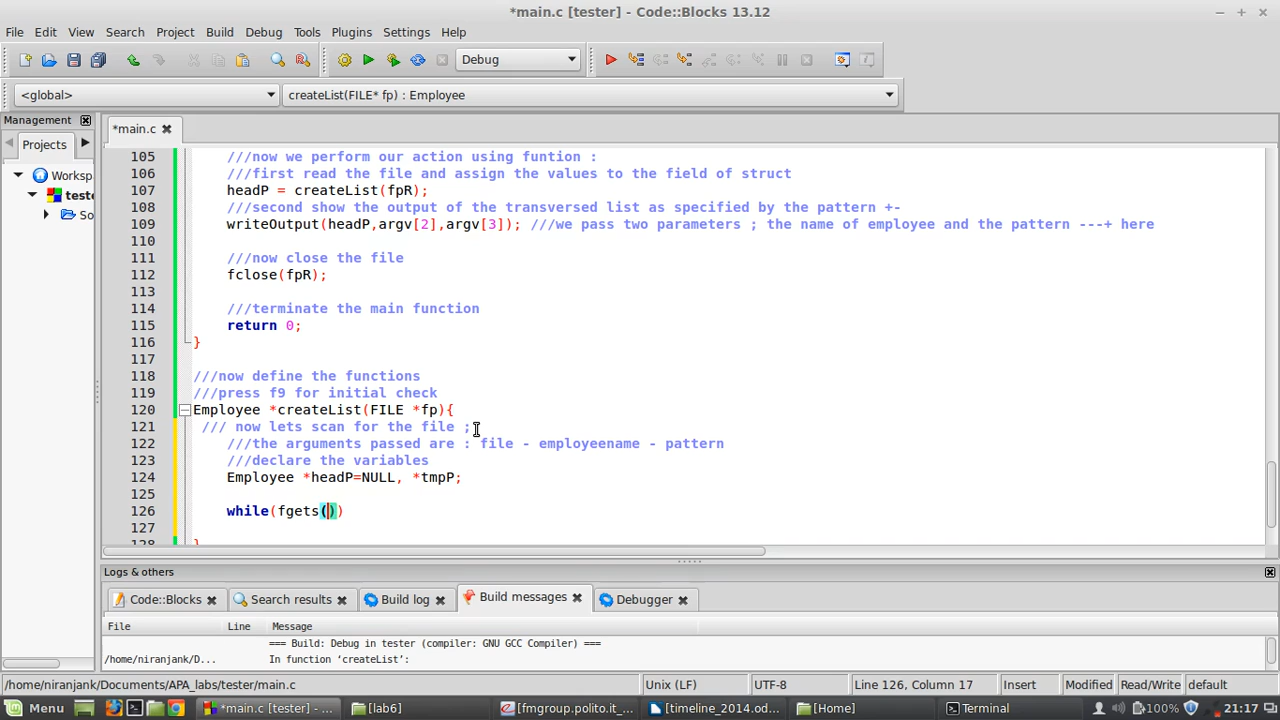 *main.c [tester] - Code::Blocks 13.12
File Edit View Search Project Build Debug Tools Plugins Settings Help
Debug
<global> createList(FILE* fp) : Employee
Management
Projects
*main.c
Worksp
teste
So
105 ///now we perform our action using funtion :
106 ///first read the file and assign the values to the field of struct
107 headP = createList(fpR);
108 ///second show the output of the transversed list as specified by the pattern +-
109 writeOutput(headP,argv[2],argv[3]); ///we pass two parameters ; the name of employee and the pattern ---+ here
110
111 ///now close the file
112 fclose(fpR);
113
114 ///terminate the main function
115 return 0;
116 }
117
118 ///now define the functions
119 ///press f9 for initial check
120 Employee *createList(FILE *fp){
121 /// now lets scan for the file ;
122 ///the arguments passed are : file - employeename - pattern
123 ///declare the variables
124 Employee *headP=NULL, *tmpP;
125
126 while(fgets())
127
128 }
Logs & others
Code::Blocks Search results Build log Build messages Debugger
File Line Message
=== Build: Debug in tester (compiler: GNU GCC Compiler) ===
/home/niranjank/D... In function ‘createList’:
/home/niranjank/Documents/APA_labs/tester/main.c Unix (LF) UTF-8 Line 126, Column 17 Insert Modified Read/Write default
Menu *main.c [tester] - ... [lab6] [fmgroup.polito.it_... [timeline_2014.od... [Home] Terminal 100% 21:17